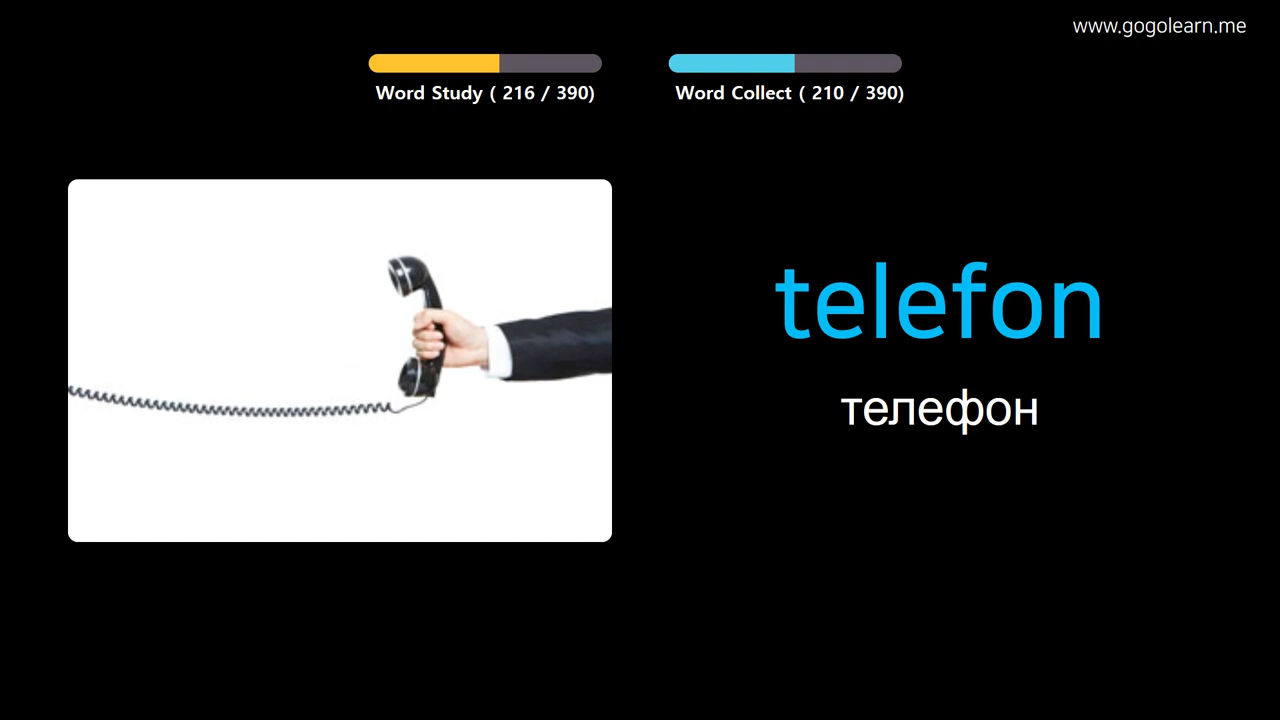 www.gogolearn.me
Word Study ( 216 / 390)
Word Collect ( 210 / 390)
telefon
телефон